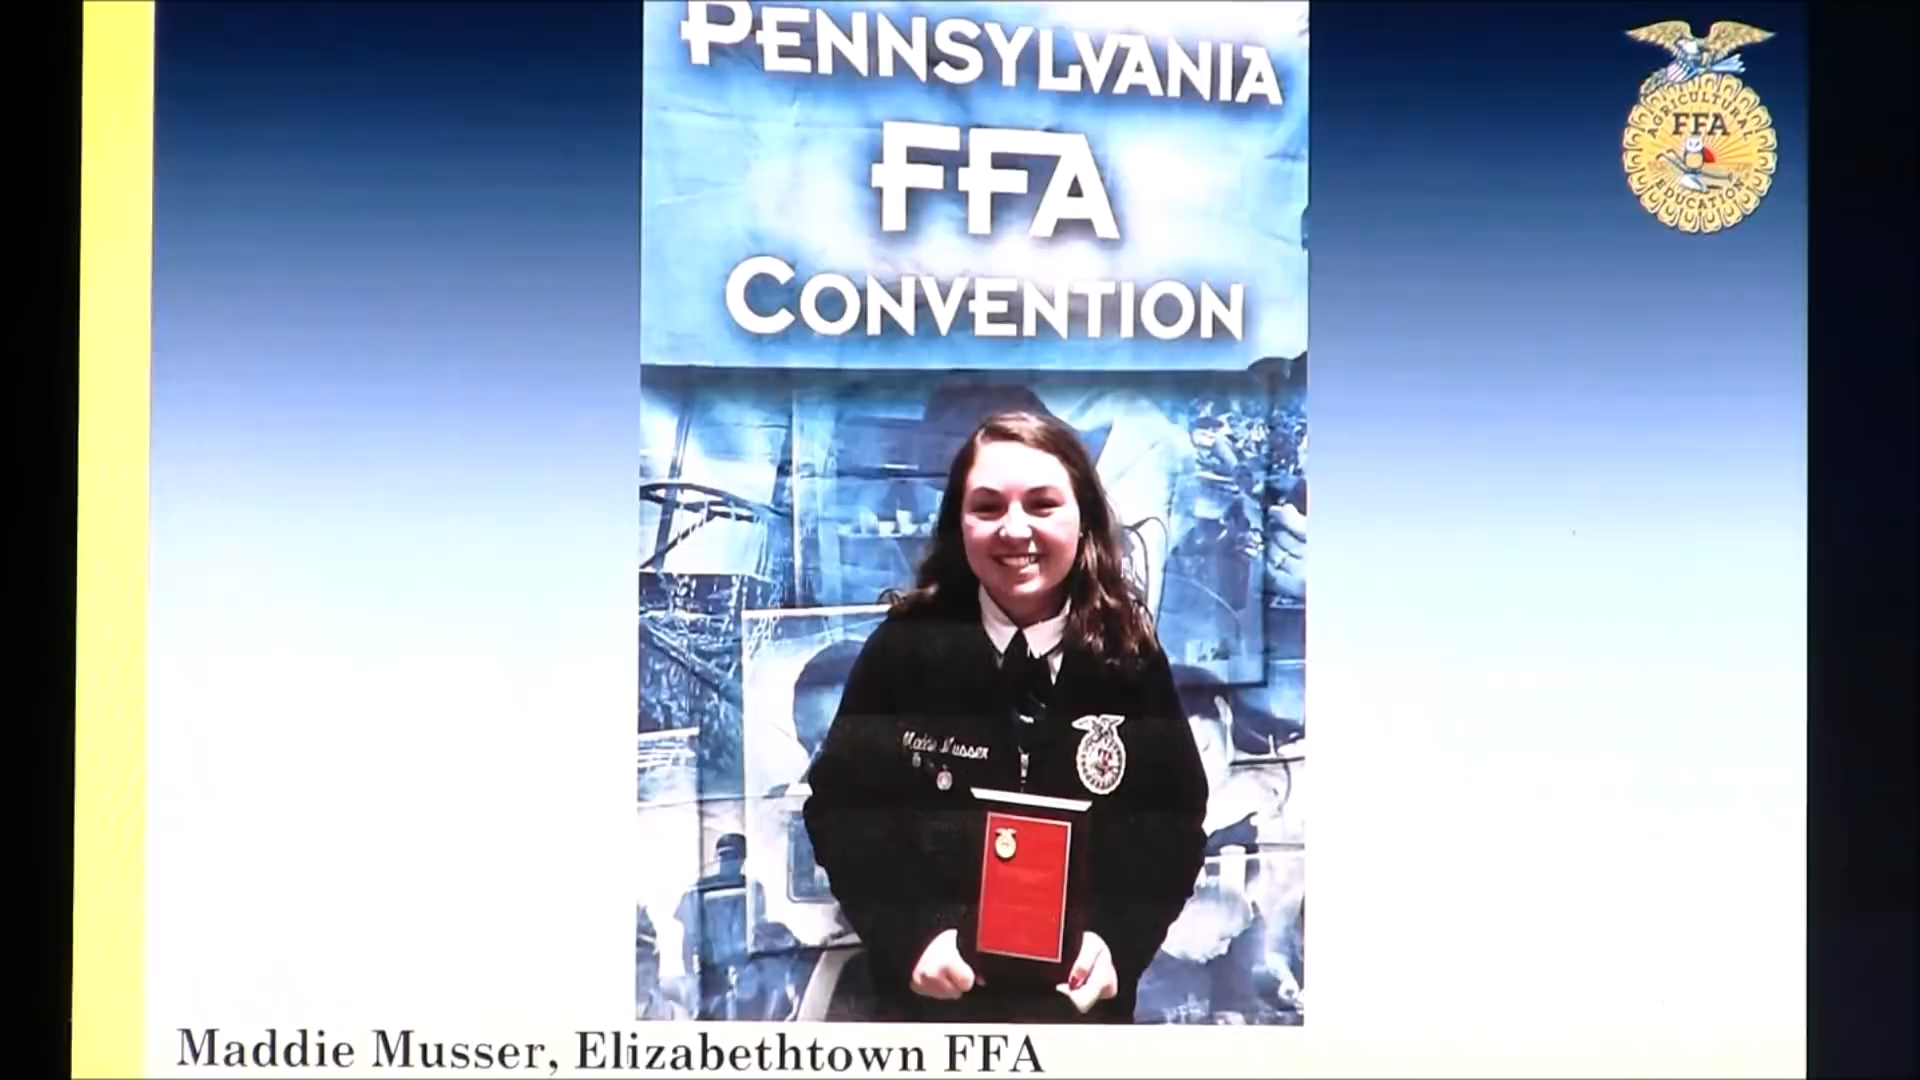 PENNSYLVANIA
FFA
CONVENTION
AGRICULTURAL
FFA
EDUCATION
Maddie Musser
Maddie Musser, Elizabethtown FFA